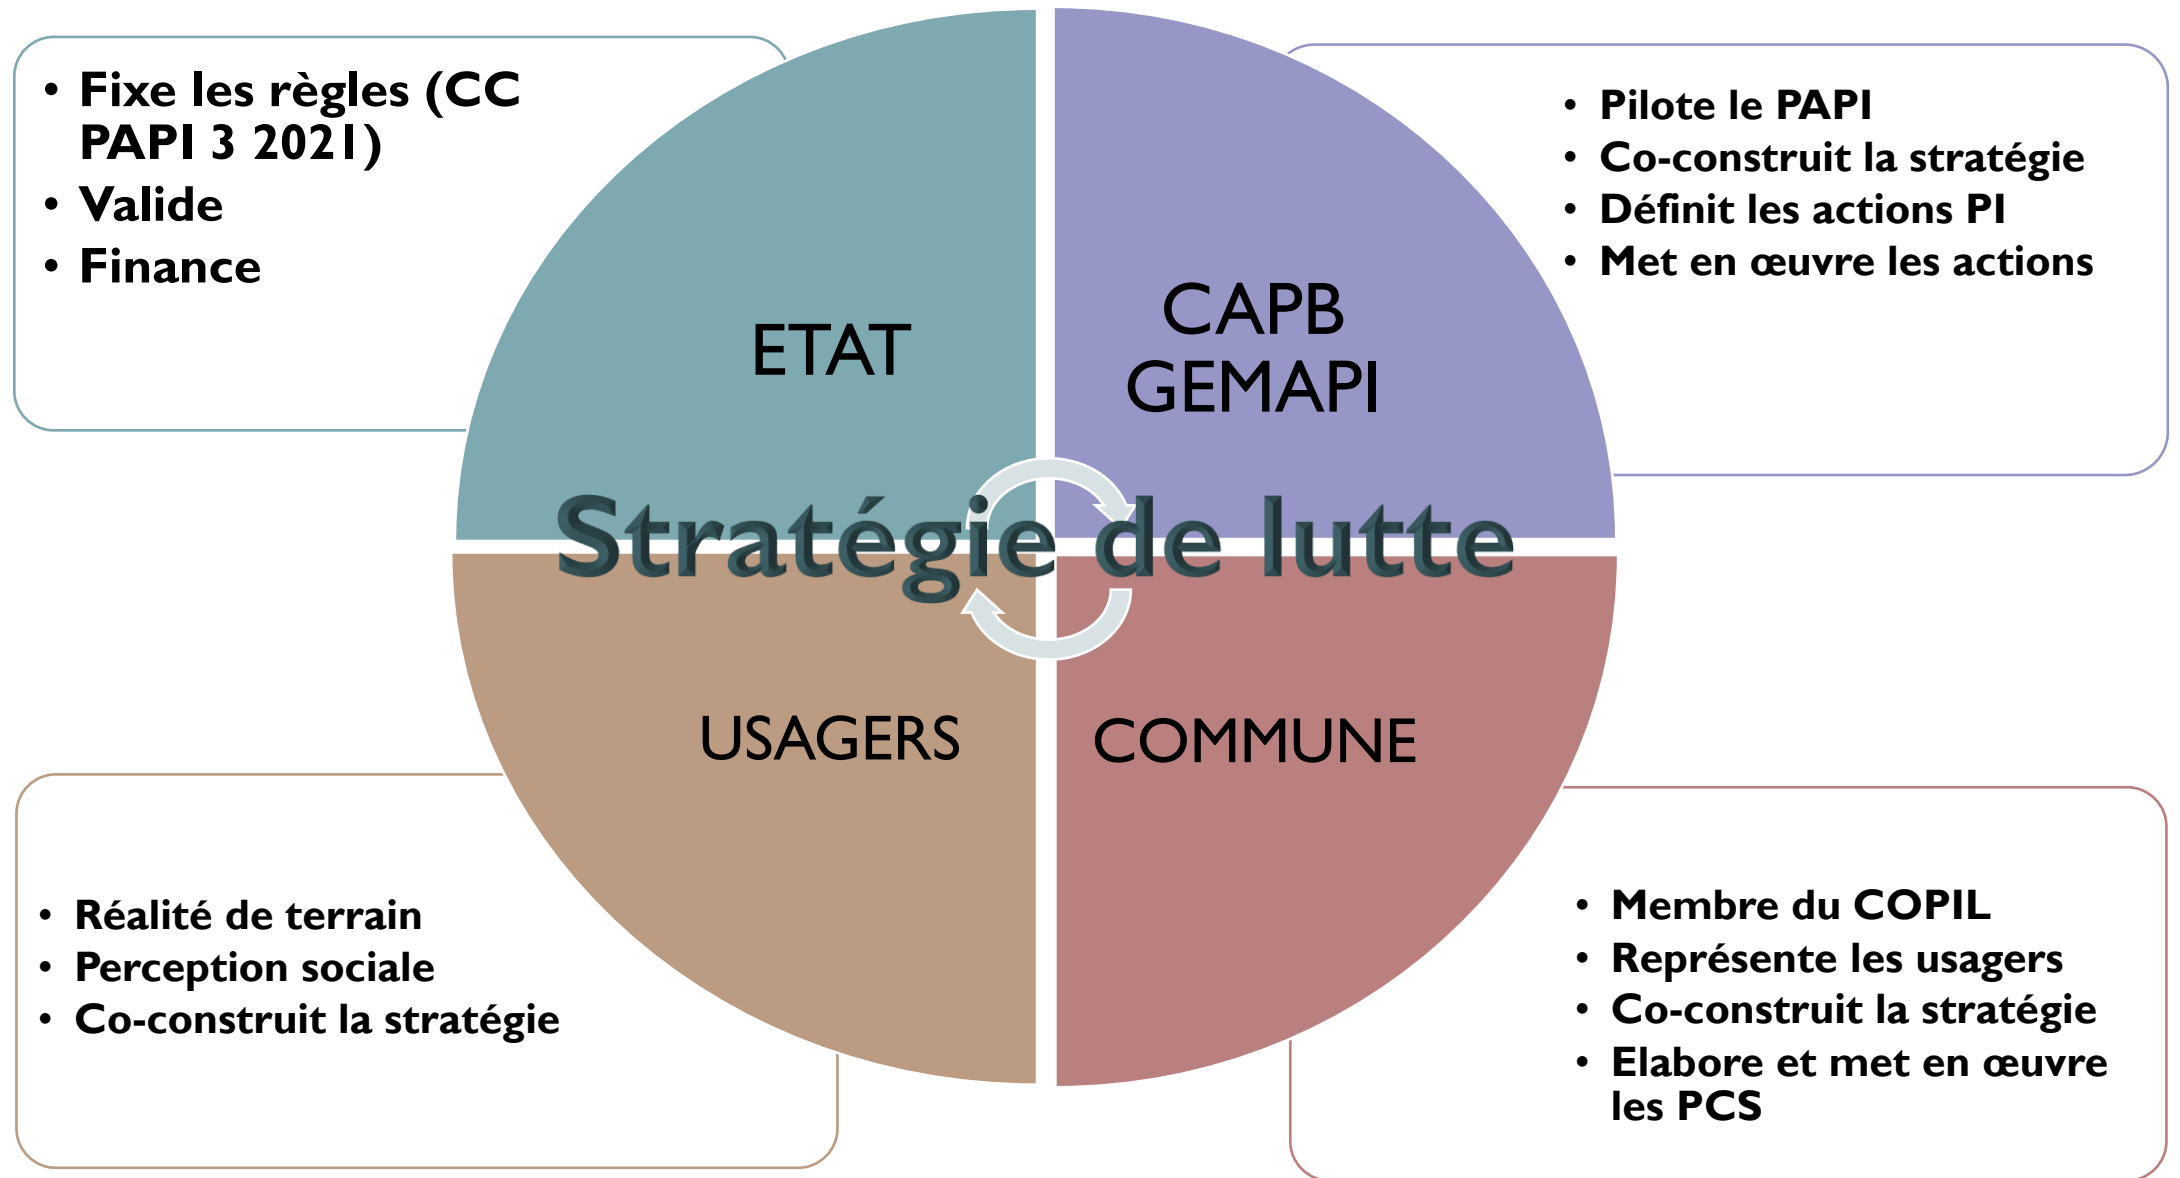 • Fixe les règles (CC
PAPI 3 2021)
• Valide
• Finance
• Pilote le PAPI
• Co-construit la stratégie
• Définit les actions PI
• Met en œuvre les actions
ETAT
CAPB
GEMAPI
Stratégie de lutte
USAGERS
COMMUNE
• Réalité de terrain
• Perception sociale
• Co-construit la stratégie
• Membre du COPIL
• Représente les usagers
• Co-construit la stratégie
• Elabore et met en œuvre
les PCS